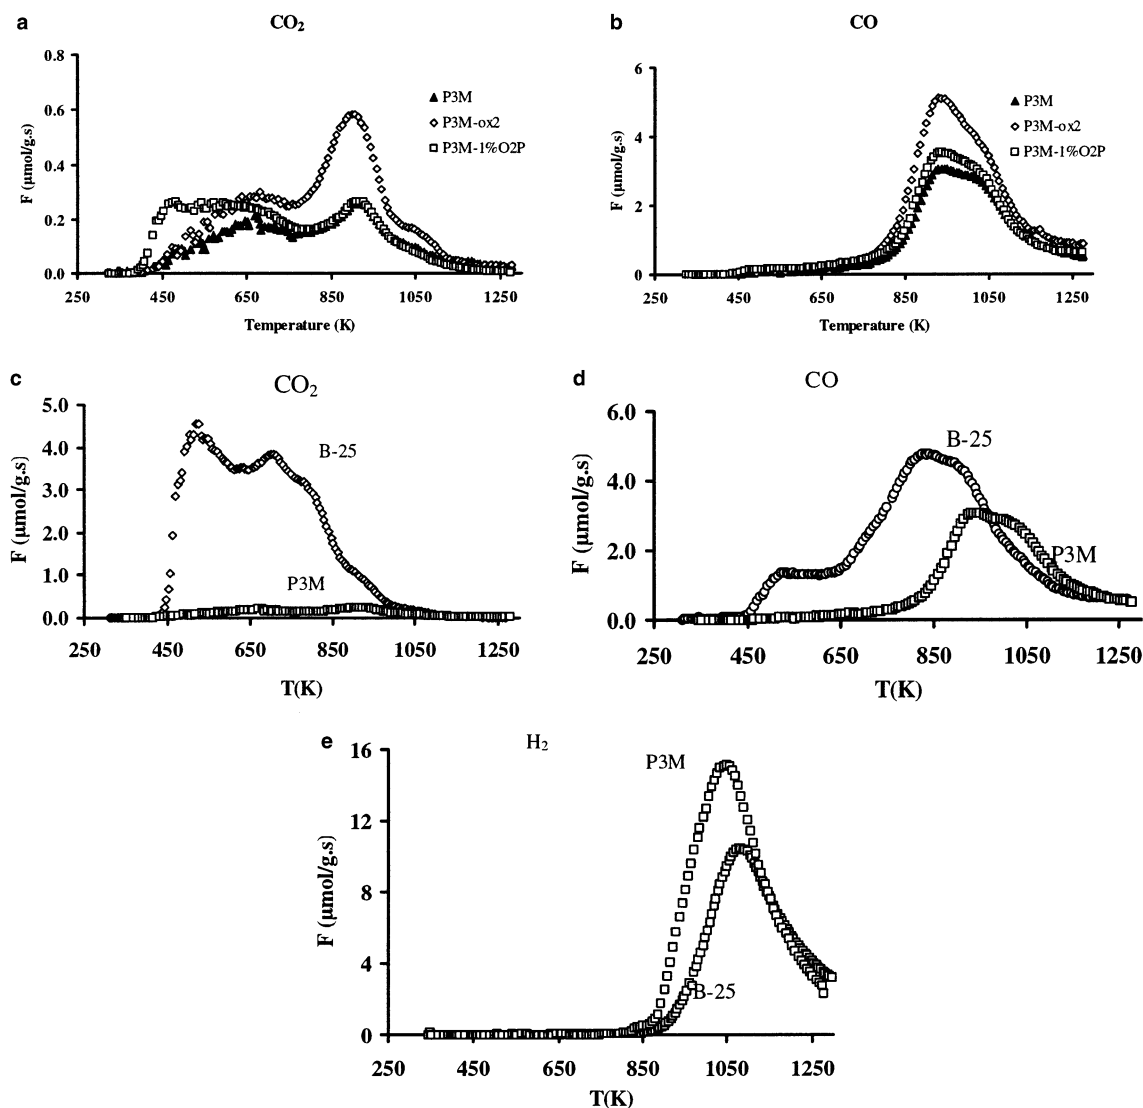 a
CO₂
0.8
0.6
0.4
0.2
0.0
F (µmol/g.s)
P3M
P3M-ox2
P3M-1%O2P
250 450 650 850 1050 1250
Temperature (K)
b
CO
6
4
2
0
F (µmol/g.s)
P3M
P3M-ox2
P3M-1%O2P
250 450 650 850 1050 1250
Temperature (K)
c
CO₂
5.0
4.0
3.0
2.0
1.0
0.0
F (µmol/g.s)
B-25
P3M
250 450 650 850 1050 1250
T(K)
d
CO
6.0
4.0
2.0
0.0
F (µmol/g.s)
B-25
P3M
250 450 650 850 1050 1250
T(K)
e
H₂
16
12
8
4
0
F (µmol/g.s)
P3M
B-25
250 450 650 850 1050 1250
T(K)